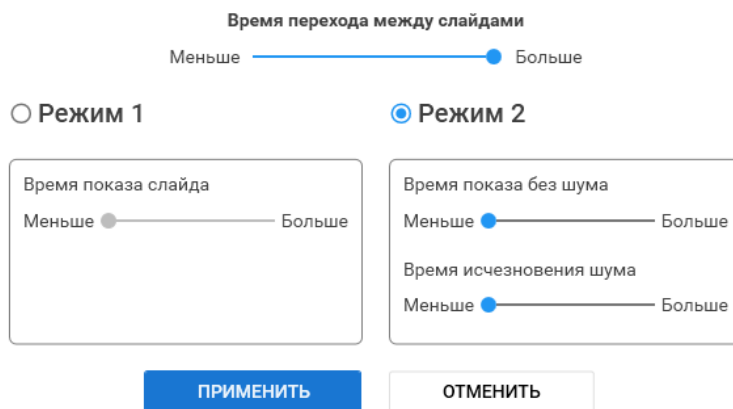 Время перехода между слайдами
Меньше Больше
Режим 1
Режим 2
Время показа слайда
Меньше Больше
Время показа без шума
Меньше Больше
Время исчезновения шума
Меньше Больше
ПРИМЕНИТЬ ОТМЕНИТЬ